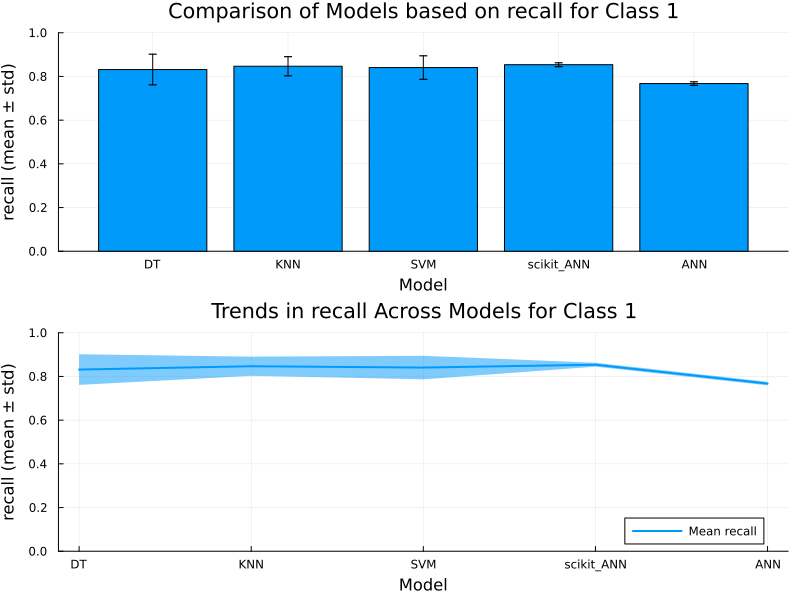 Comparison of Models based on recall for Class 1
recall (mean ± std)
1.0
0.8
0.6
0.4
0.2
0.0
DT KNN SVM scikit_ANN ANN
Model
Trends in recall Across Models for Class 1
recall (mean ± std)
1.0
0.8
0.6
0.4
0.2
0.0
Mean recall
DT KNN SVM scikit_ANN ANN
Model